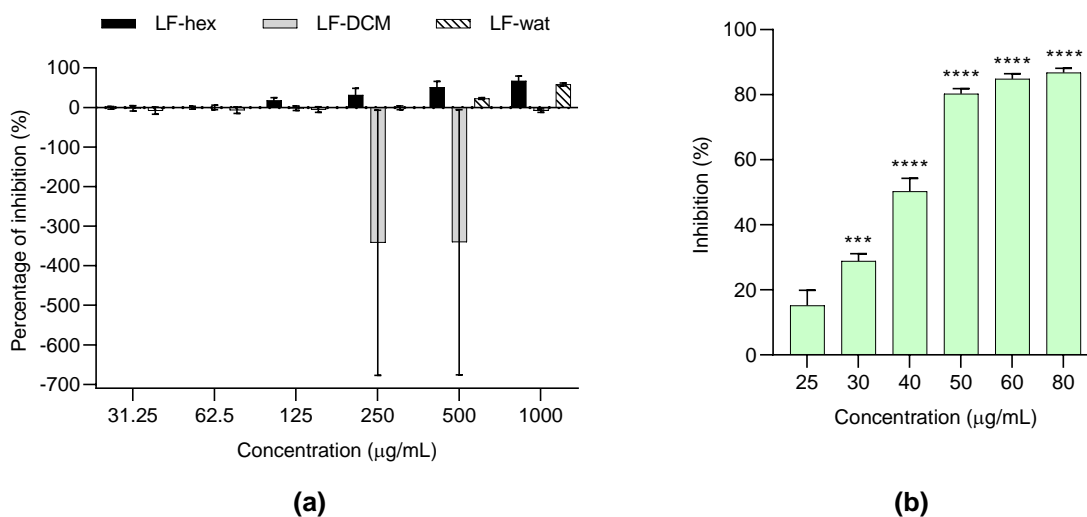 LF-hex LF-DCM LF-wat
Percentage of inhibition (%)
100
0
-100
-200
-300
-400
-500
-600
-700
31.25 62.5 125 250 500 1000
Concentration (μg/mL)
(a)
Inhibition (%)
100
80
60
40
20
0
***
****
****
****
****
25 30 40 50 60 80
Concentration (μg/mL)
(b)